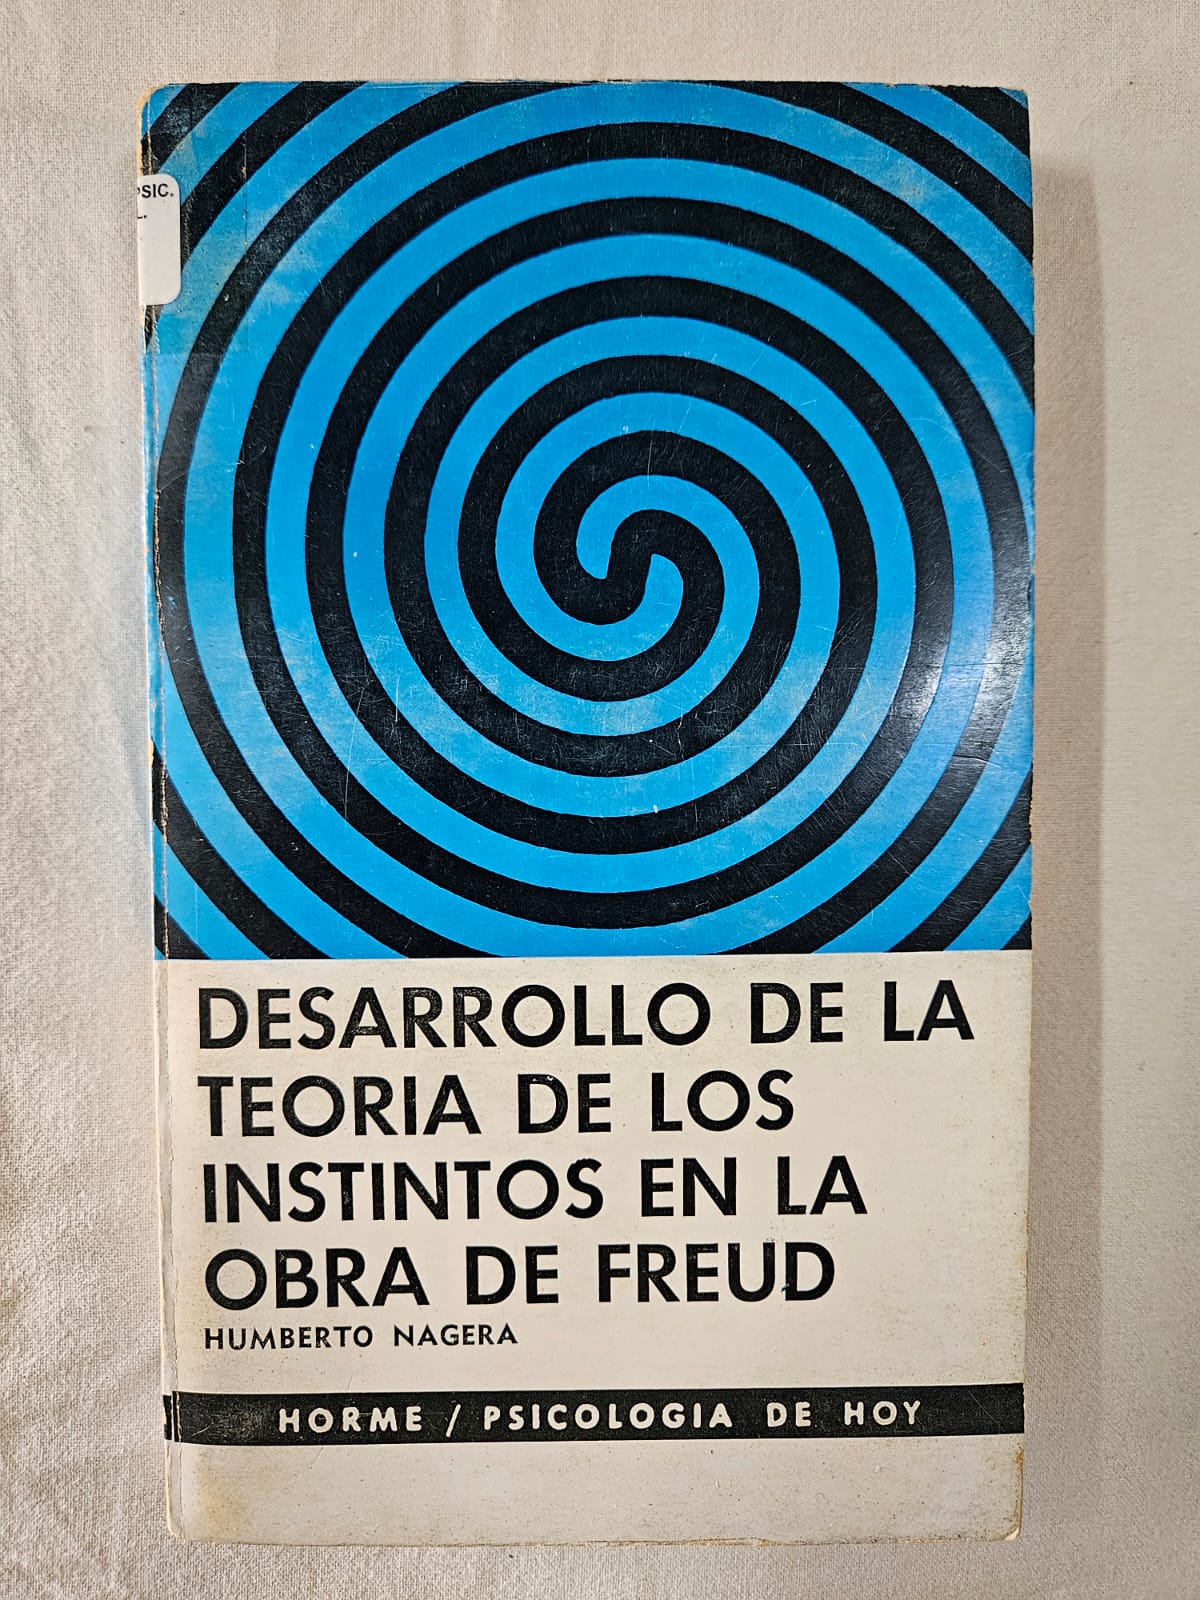 PSIC.
L.
DESARROLLO DE LA
TEORIA DE LOS
INSTINTOS EN LA
OBRA DE FREUD
HUMBERTO NAGERA
HORME / PSICOLOGIA DE HOY